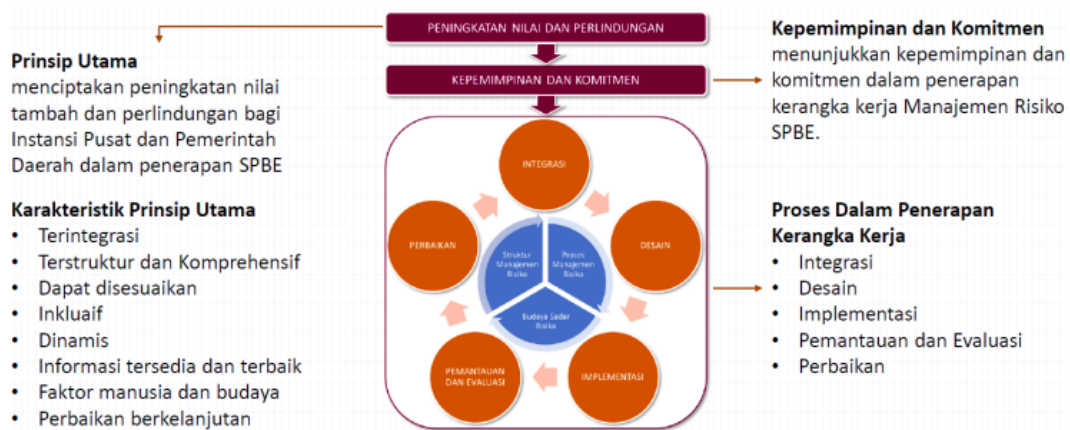 PENINGKATAN NILAI DAN PERLINDUNGAN
KEPEMIMPINAN DAN KOMITMEN
Prinsip Utama
menciptakan peningkatan nilai
tambah dan perlindungan bagi
Instansi Pusat dan Pemerintah
Daerah dalam penerapan SPBE
Karakteristik Prinsip Utama
• Terintegrasi
• Terstruktur dan Komprehensif
• Dapat disesuaikan
• Inkluaif
• Dinamis
• Informasi tersedia dan terbaik
• Faktor manusia dan budaya
• Perbaikan berkelanjutan
INTEGRASI
DESAIN
IMPLEMENTASI
PEMANTAUAN
DAN EVALUASI
PERBAIKAN
Struktur
Manajemen
Risiko
Proses
Manajemen
Risiko
Budaya Sadar
Risiko
Kepemimpinan dan Komitmen
menunjukkan kepemimpinan dan
komitmen dalam penerapan
kerangka kerja Manajemen Risiko
SPBE.
Proses Dalam Penerapan
Kerangka Kerja
• Integrasi
• Desain
• Implementasi
• Pemantauan dan Evaluasi
• Perbaikan